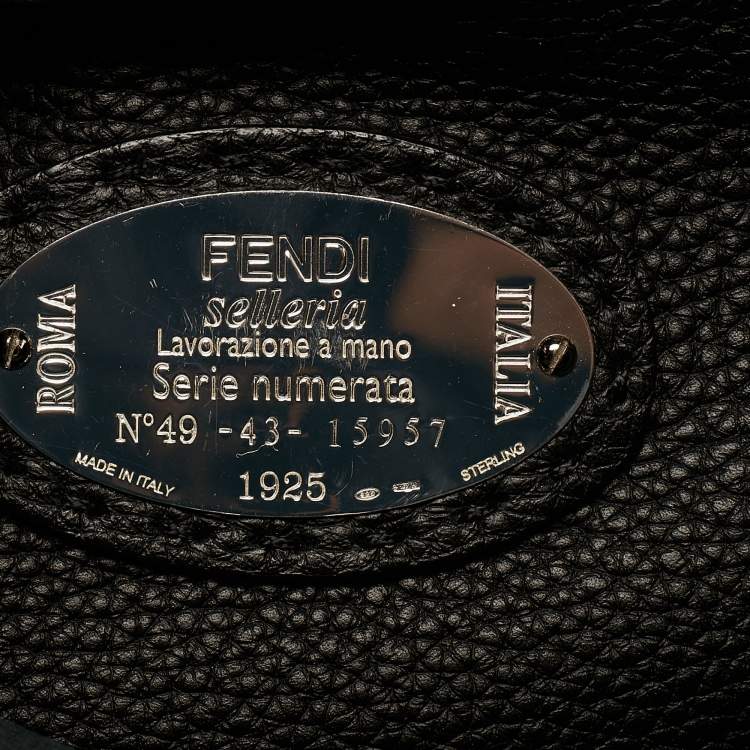 FENDI
selleria
Lavorazione a mano
Serie numerata
N°49 -43- 15957
1925
ROMA
ITALIA
MADE IN ITALY
STERLING